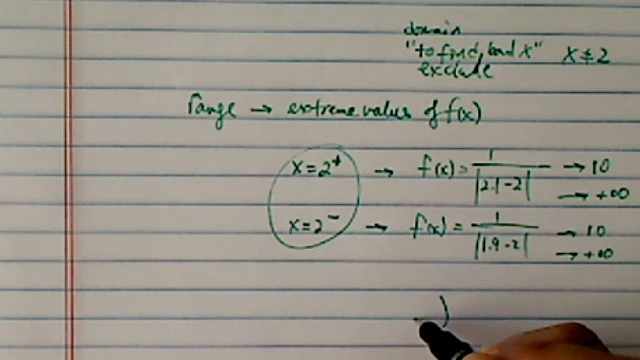 domain
"to find bad x" x ≠ 2
exclude
range → extreme values of f(x)
x = 2⁺ → f(x) = 1/|2.1-2| → 10
→ +∞
x = 2⁻ → f(x) = 1/|1.9-2| → 10
→ +∞
)